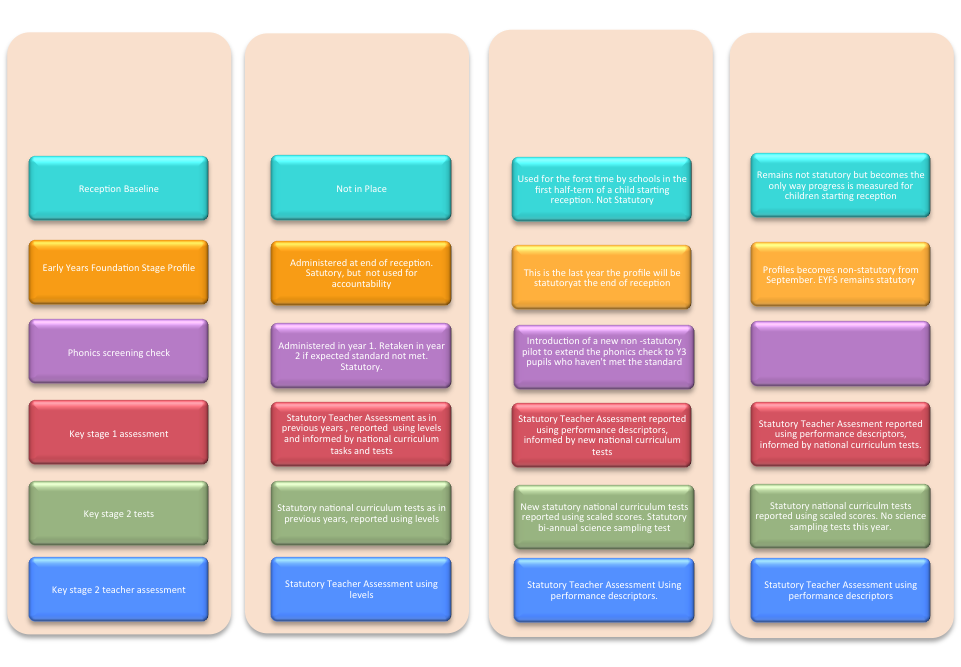 Reception Baseline
Early Years Foundation Stage Profile
Phonics screening check
Key stage 1 assessment
Key stage 2 tests
Key stage 2 teacher assessment
Not in Place
Administered at end of reception.
Satutory, but  not used for
accountability
Administered in year 1. Retaken in year
2 if expected standard not met.
Statutory.
Statutory Teacher Assessment as in
previous years , reported  using levels
and informed by national curriculum
tasks and tests
Statutory national curriculum tests as in
previous years, reported using levels
Statutory Teacher Assessment using
levels
Used for the forst time by schools in the
first half-term of a child starting
reception. Not Statutory
This is the last year the profile will be
statutoryat the end of reception
Introduction of a new non -statutory
pilot to extend the phonics check to Y3
pupils who haven't met the standard
Statutory Teacher Assessment reported
using performance descriptors,
informed by new national curriculum
tests
New statutory national curriculum tests
reported using scaled scores. Statutory
bi-annual science sampling test
Statutory Teacher Assessment Using
performance descriptors.
Remains not statutory but becomes the
only way progress is measured for
children starting reception
Profiles becomes non-statutory from
September. EYFS remains statutory
Statutory Teacher Assesment reported
using performance descriptors,
informed by national curriculum tests.
Statutory national curriculm tests
reported using scaled scores. No science
sampling tests this year.
Statutory Teacher Assessment using
performance descriptors